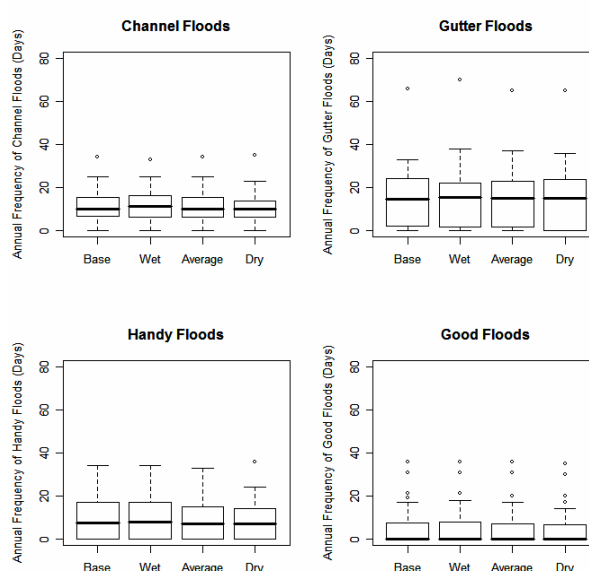 Channel Floods
Annual Frequency of Channel Floods (Days)
80
60
40
20
0
Base Wet Average Dry
Gutter Floods
Annual Frequency of Gutter Floods (Days)
80
60
40
20
0
Base Wet Average Dry
Handy Floods
Annual Frequency of Handy Floods (Days)
80
60
40
20
0
Base Wet Average Dry
Good Floods
Annual Frequency of Good Floods (Days)
80
60
40
20
0
Base Wet Average Dry